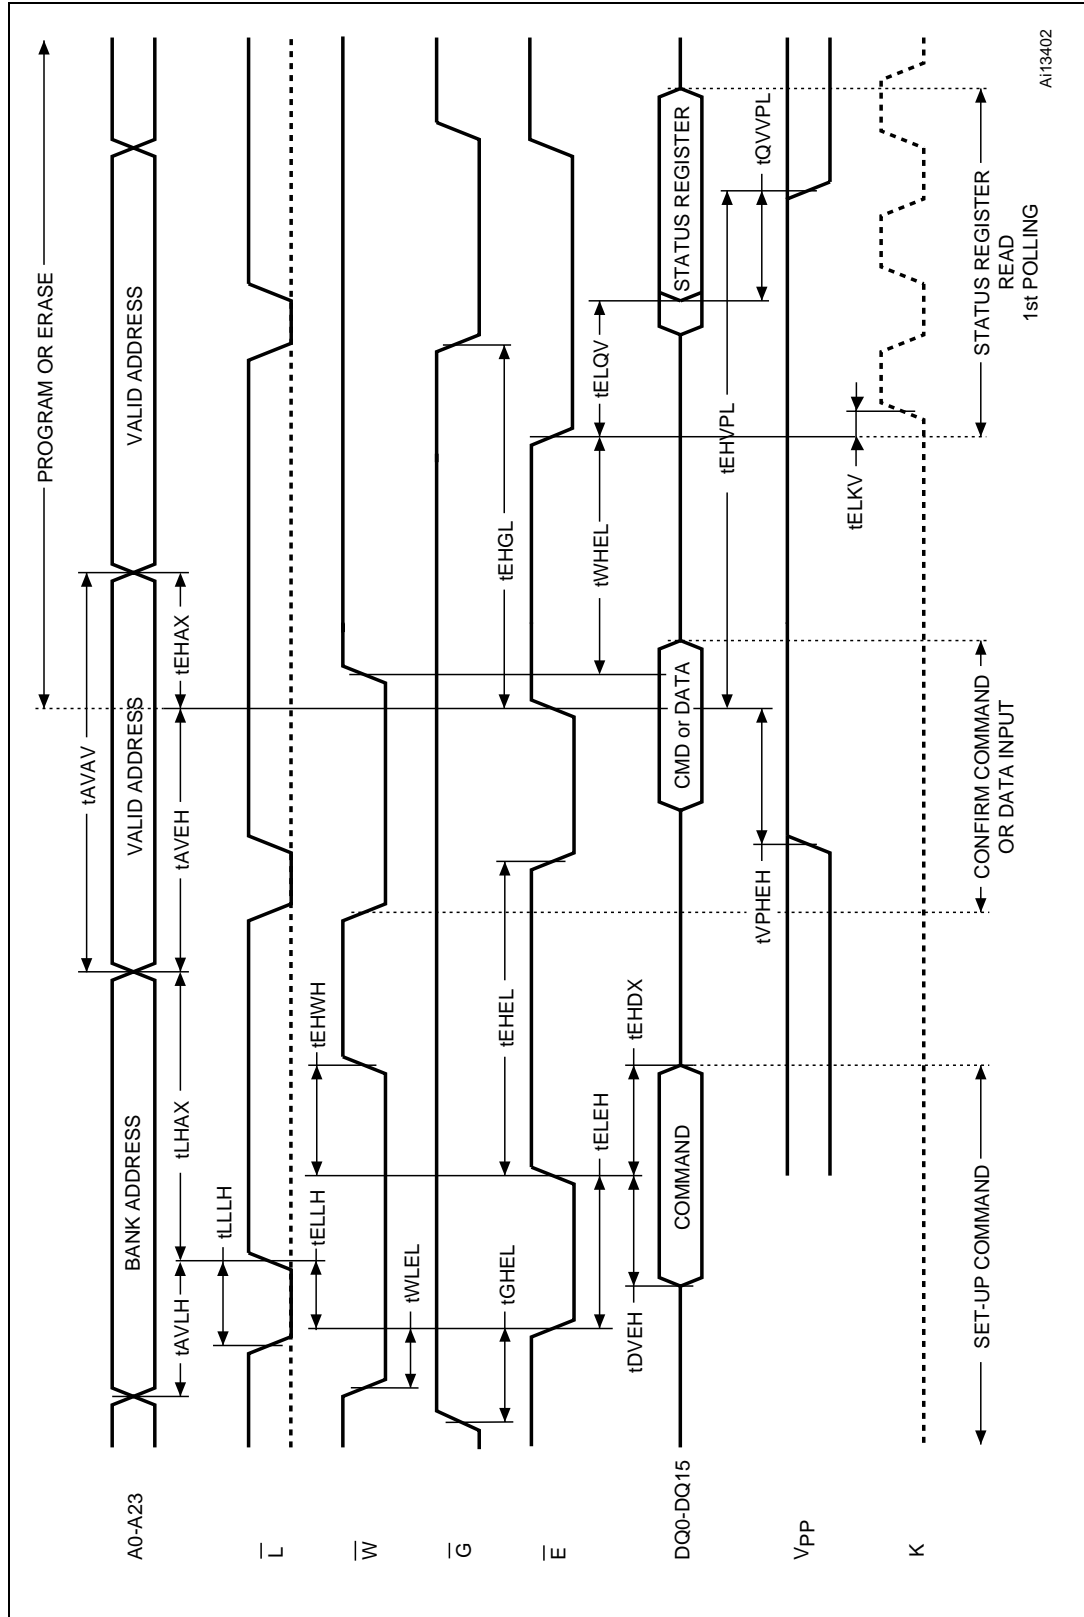 PROGRAM OR ERASE
tAVAV
A0-A23
BANK ADDRESS
VALID ADDRESS
VALID ADDRESS
tAVLH
tLHAX
tAVEH
tEHAX
tLLLH
L
tELLH
tEHWH
W
tWLEL
G
tGHEL
tEHEL
tEHGL
E
tELEH
tWHEL
tELQV
tDVEH
tEHDX
DQ0-DQ15
COMMAND
CMD or DATA
STATUS REGISTER
tEHVPL
tVPHEH
tQVVPL
VPP
tELKV
K
SET-UP COMMAND
CONFIRM COMMAND
OR DATA INPUT
STATUS REGISTER
READ
1st POLLING
Ai13402